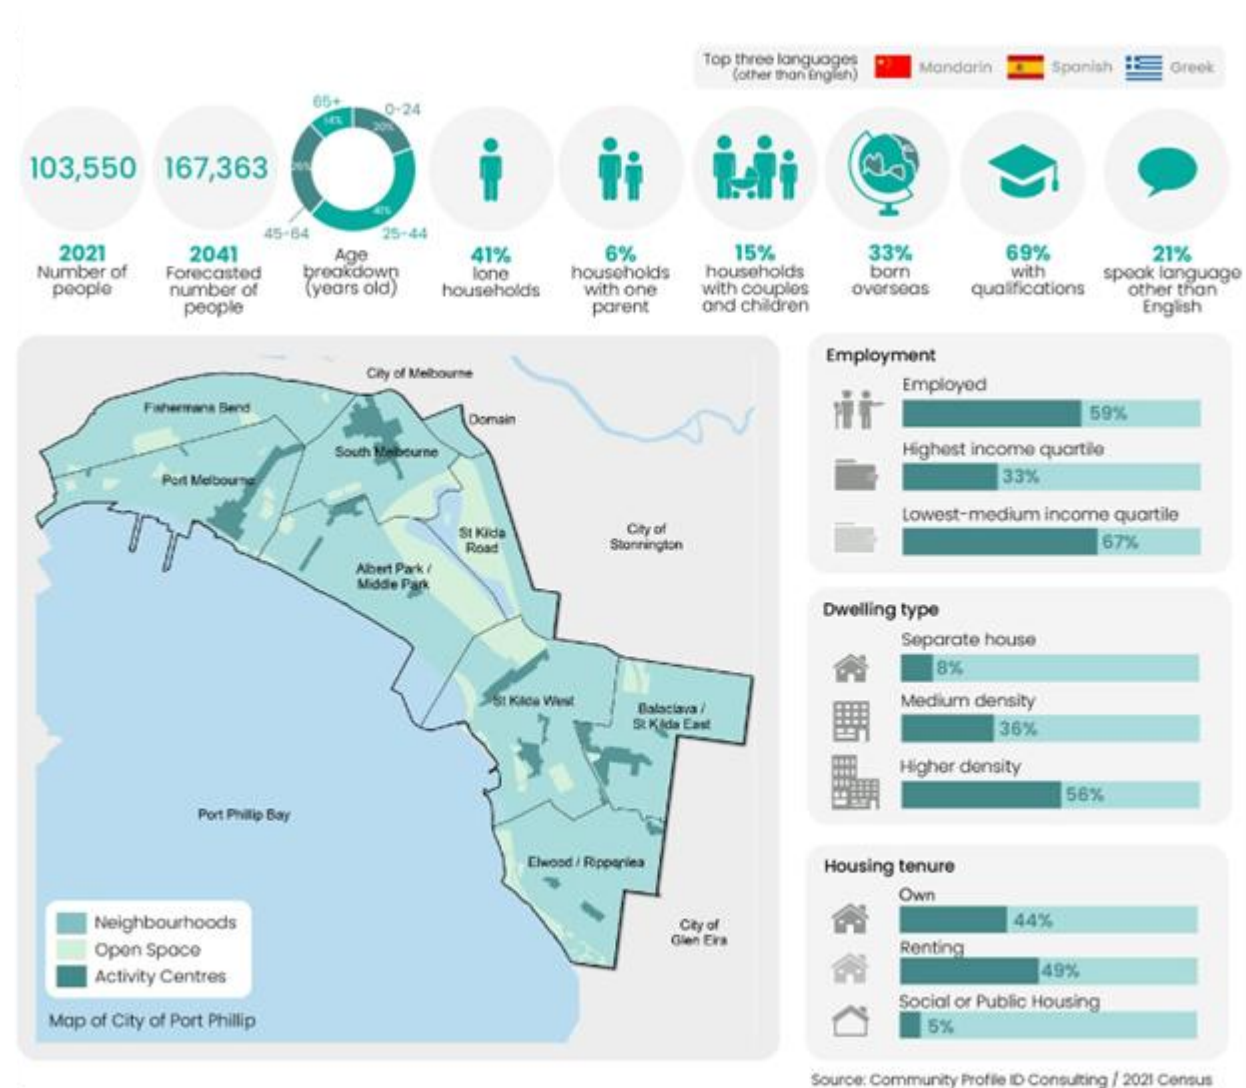 Top three languages
(other than English)
Mandarin
Spanish
Greek
103,550
2021
Number of
people
167,363
2041
Forecasted
number of
people
65+
14%
0-24
20%
45-64
41%
25-44
Age
breakdown
(years old)
41%
lone
households
6%
households
with one
parent
15%
households
with couples
and children
33%
born
overseas
69%
with
qualifications
21%
speak language
other than
English
City of Melbourne
Fishermans Bend
Domain
South Melbourne
Port Melbourne
St Kilda
Road
City of
Stonnington
Albert Park /
Middle Park
St Kilda West
Balaclava /
St Kilda East
Port Phillip Bay
Elwood / Ripponlea
City of
Glen Eira
Neighbourhoods
Open Space
Activity Centres
Map of City of Port Phillip
Employment
Employed
59%
Highest income quartile
33%
Lowest-medium income quartile
67%
Dwelling type
Separate house
8%
Medium density
36%
Higher density
56%
Housing tenure
Own
44%
Renting
49%
Social or Public Housing
5%
Source: Community Profile ID Consulting / 2021 Census